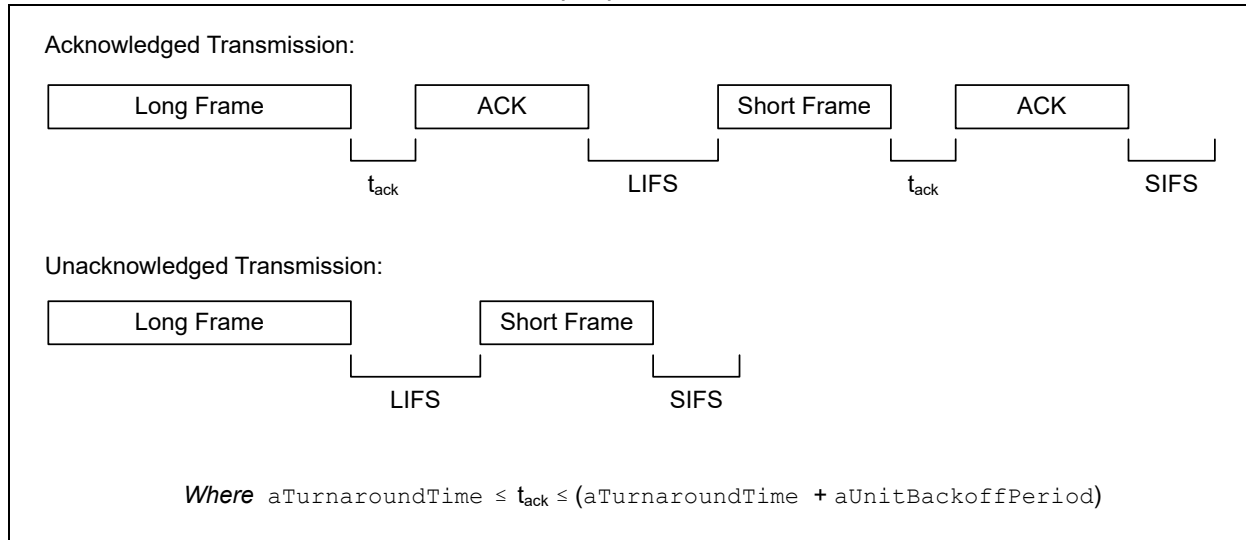 Acknowledged Transmission:
Long Frame ACK Short Frame ACK
tack LIFS tack SIFS
Unacknowledged Transmission:
Long Frame Short Frame
LIFS SIFS
Where aTurnaroundTime ≤ tack ≤ (aTurnaroundTime + aUnitBackoffPeriod)